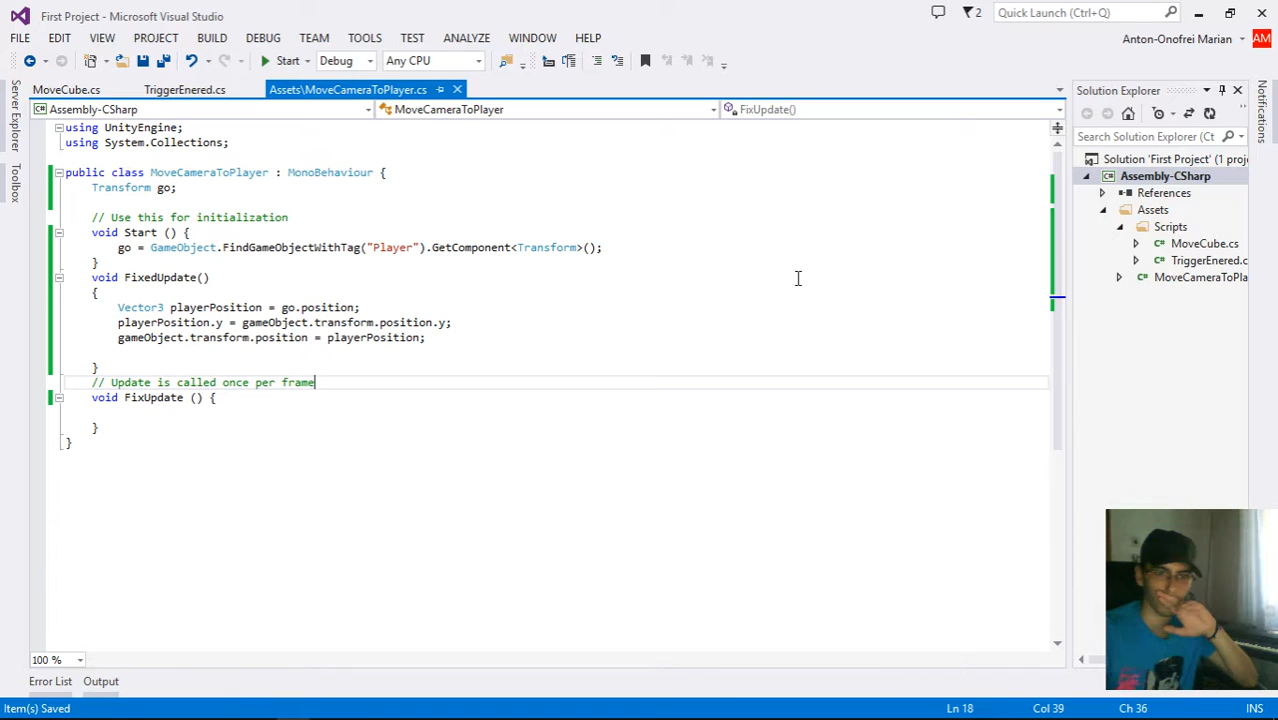 First Project - Microsoft Visual Studio
2
Quick Launch (Ctrl+Q)
FILE EDIT VIEW PROJECT BUILD DEBUG TEAM TOOLS TEST ANALYZE WINDOW HELP
Anton-Onofrei Marian AM
Start Debug Any CPU
Server Explorer
Toolbox
MoveCube.cs TriggerEnered.cs Assets\MoveCameraToPlayer.cs
Assembly-CSharp MoveCameraToPlayer FixUpdate()
using UnityEngine;
using System.Collections;
public class MoveCameraToPlayer : MonoBehaviour {
Transform go;
// Use this for initialization
void Start () {
go = GameObject.FindGameObjectWithTag("Player").GetComponent<Transform>();
}
void FixedUpdate()
{
Vector3 playerPosition = go.position;
playerPosition.y = gameObject.transform.position.y;
gameObject.transform.position = playerPosition;
}
// Update is called once per frame
void FixUpdate () {
}
}
100 %
Solution Explorer
Search Solution Explorer (Ct
Solution 'First Project' (1 proje
Assembly-CSharp
References
Assets
Scripts
MoveCube.cs
TriggerEnered.c
MoveCameraToPla
Notifications
Error List Output
Item(s) Saved Ln 18 Col 39 Ch 36 INS